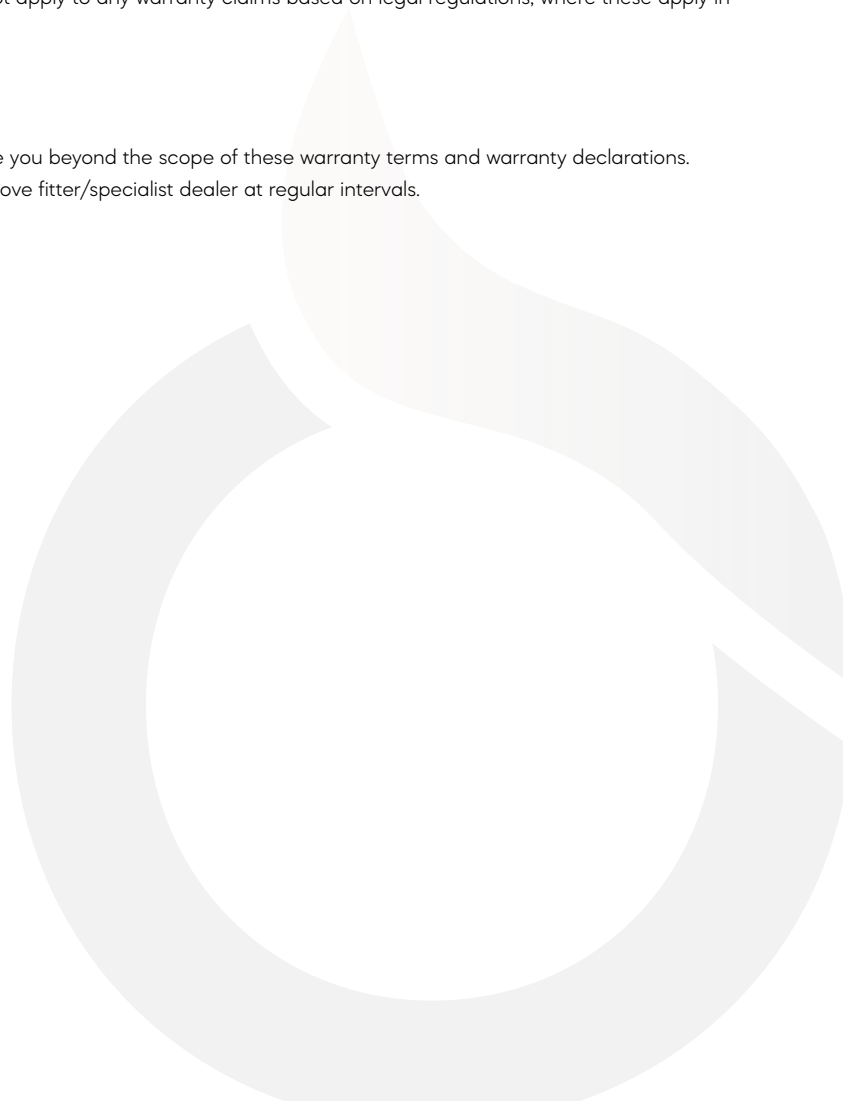 ot apply to any warranty claims based on legal regulations, where these apply in
e you beyond the scope of these warranty terms and warranty declarations.
ove fitter/specialist dealer at regular intervals.